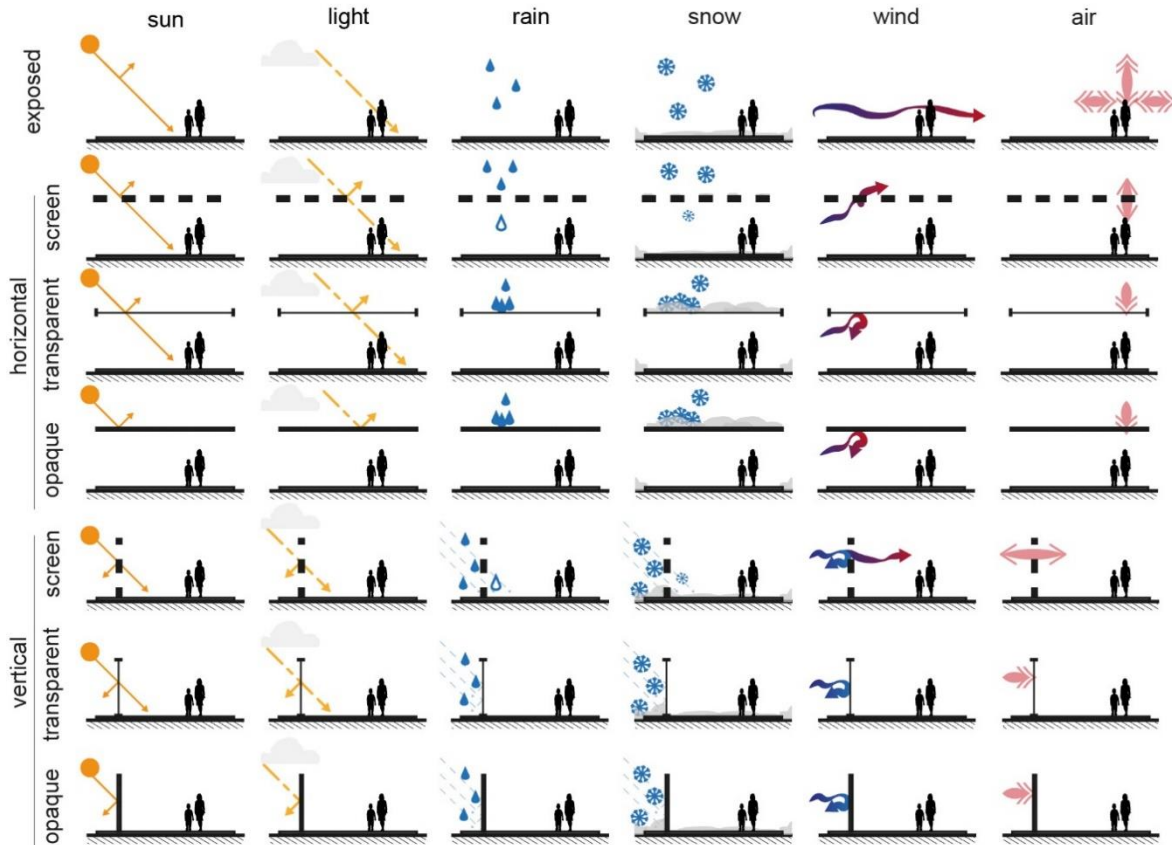 sun light rain snow wind air
exposed
horizontal
screen
transparent
opaque
vertical
screen
transparent
opaque